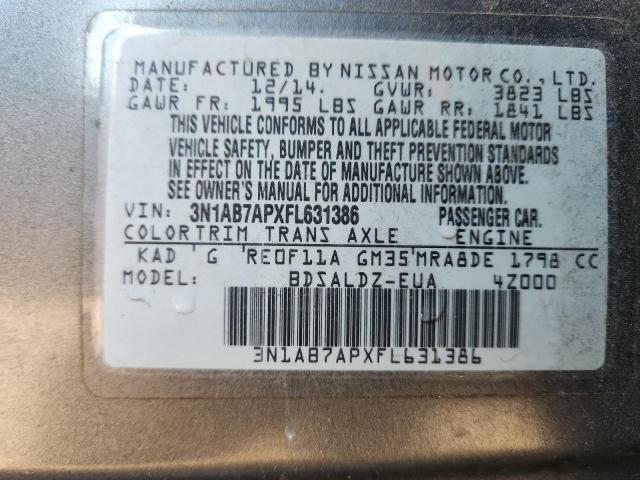 MANUFACTURED BY NISSAN MOTOR CO., LTD.
DATE: 12/14. GVWR: 3823 LBS
GAWR FR: 1995 LBS GAWR RR: 1841 LBS
THIS VEHICLE CONFORMS TO ALL APPLICABLE FEDERAL MOTOR
VEHICLE SAFETY, BUMPER AND THEFT PREVENTION STANDARDS
IN EFFECT ON THE DATE OF MANUFACTURE SHOWN ABOVE.
SEE OWNER'S MANUAL FOR ADDITIONAL INFORMATION.
VIN: 3N1AB7APXFL631386 PASSENGER CAR.
COLOR TRIM TRANS AXLE ENGINE
KAD G RE0F11A GM35 MRA8DE 1798 CC
MODEL: BDSALDZ-EUA 4Z000
3N1AB7APXFL631386